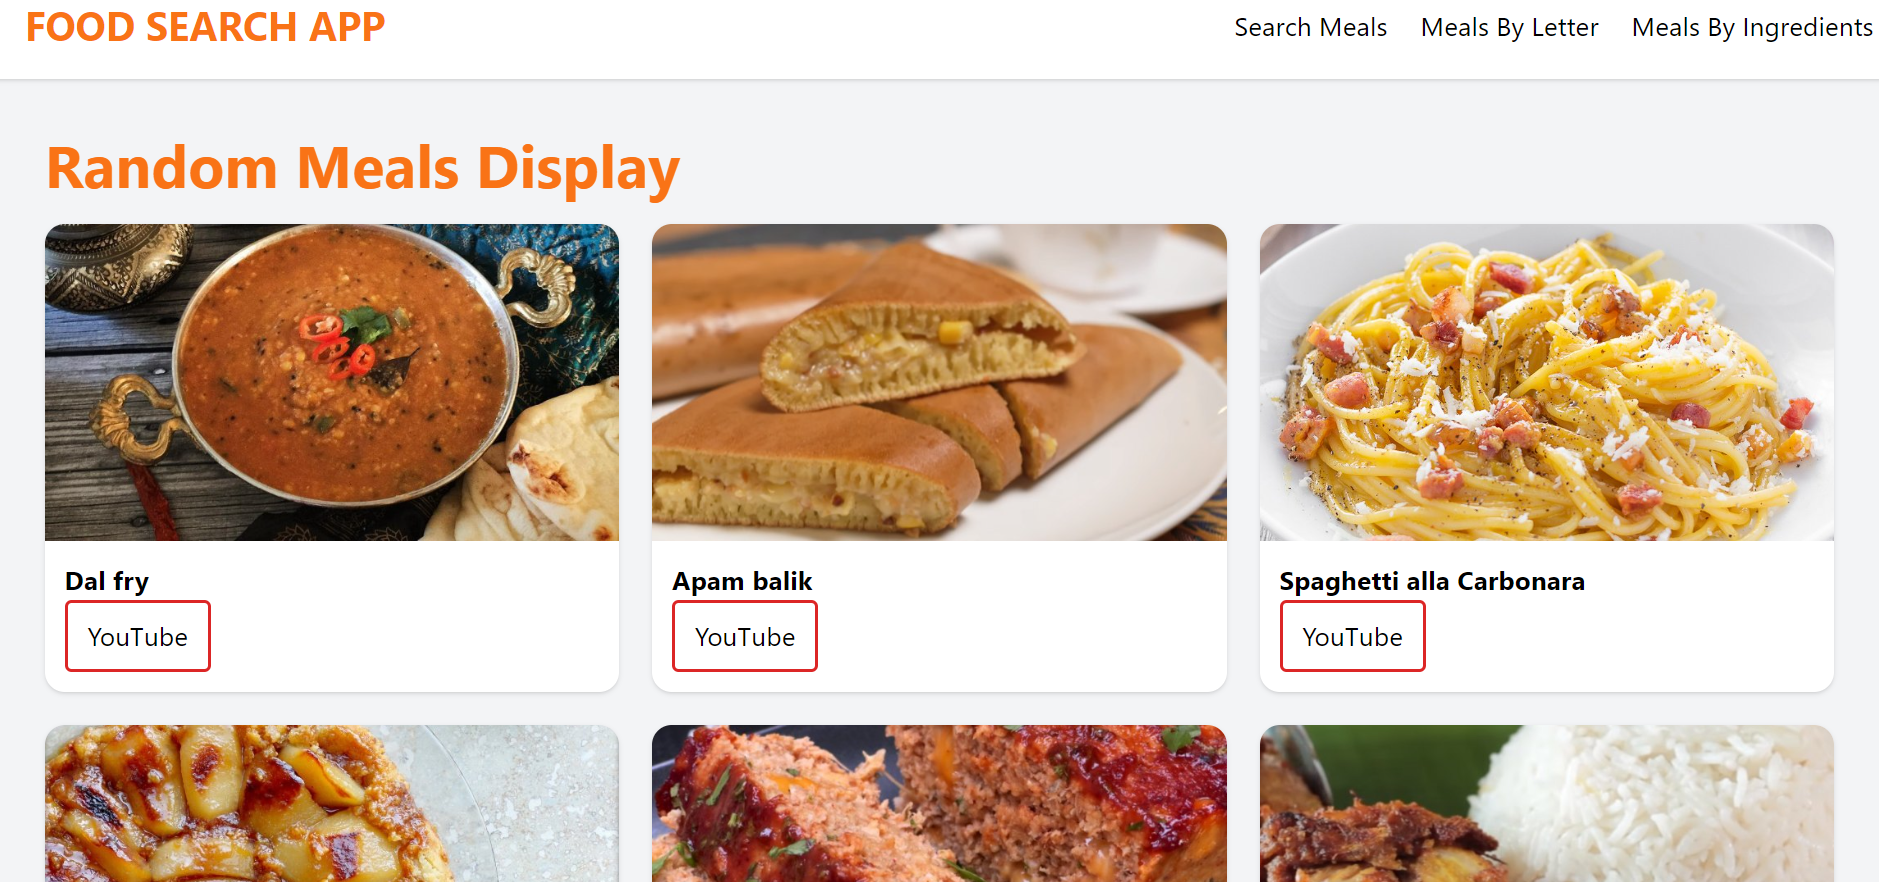 FOOD SEARCH APP
Search Meals Meals By Letter Meals By Ingredients
Random Meals Display
Dal fry
YouTube
Apam balik
YouTube
Spaghetti alla Carbonara
YouTube